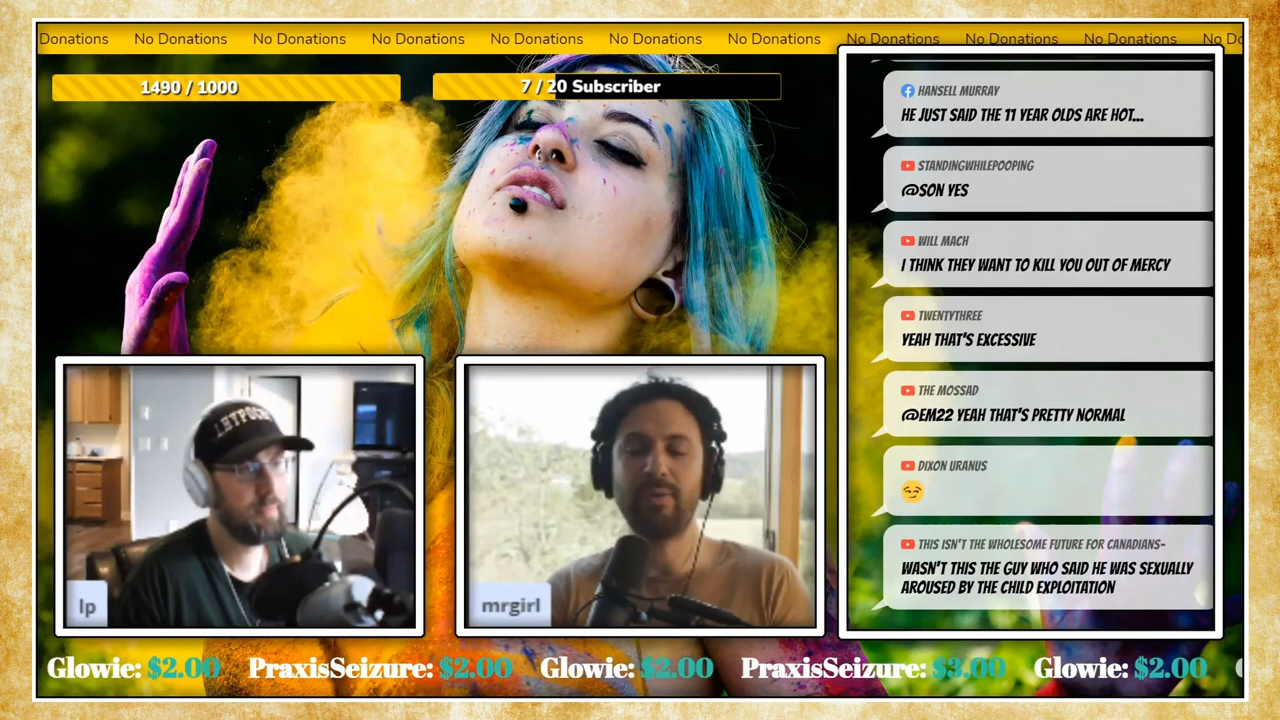 Donations No Donations No Donations No Donations No Donations No Donations No Donations No Donations No Donations No Donations No Do
1490 / 1000
7 / 20 Subscriber
HANSELL MURRAY
HE JUST SAID THE 11 YEAR OLDS ARE HOT...
STANDINGWHILEPOOPING
@SON YES
WILL MACH
I THINK THEY WANT TO KILL YOU OUT OF MERCY
TWENTYTHREE
YEAH THAT'S EXCESSIVE
THE MOSSAD
@EM22 YEAH THAT'S PRETTY NORMAL
DIXON URANUS
😏
THIS ISN'T THE WHOLESOME FUTURE FOR CANADIANS-
WASN'T THIS THE GUY WHO SAID HE WAS SEXUALLY
AROUSED BY THE CHILD EXPLOITATION
lp
mrgirl
Glowie: $2.00 PraxisSeizure: $2.00 Glowie: $2.00 PraxisSeizure: $3.00 Glowie: $2.00